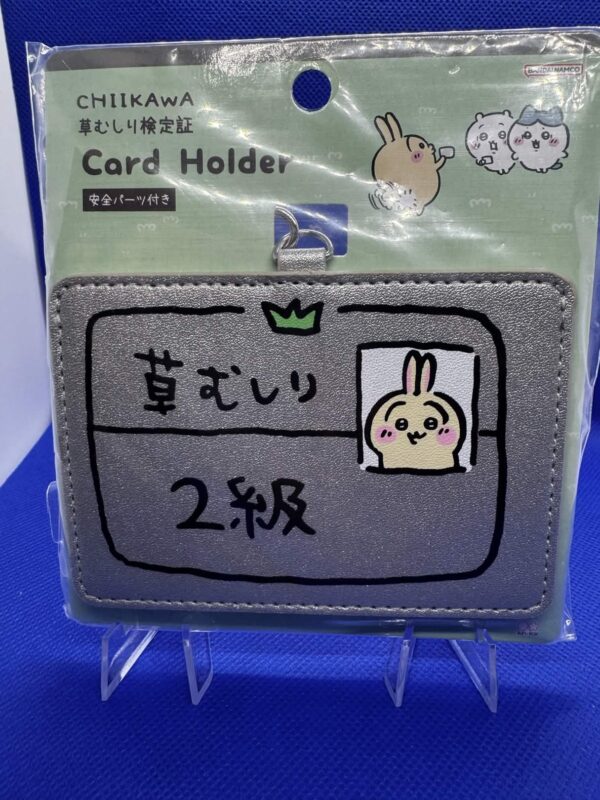 BANDAI NAMCO
CHIIKAWA
草むしり検定証
Card Holder
安全パーツ付き
草むしり
2級